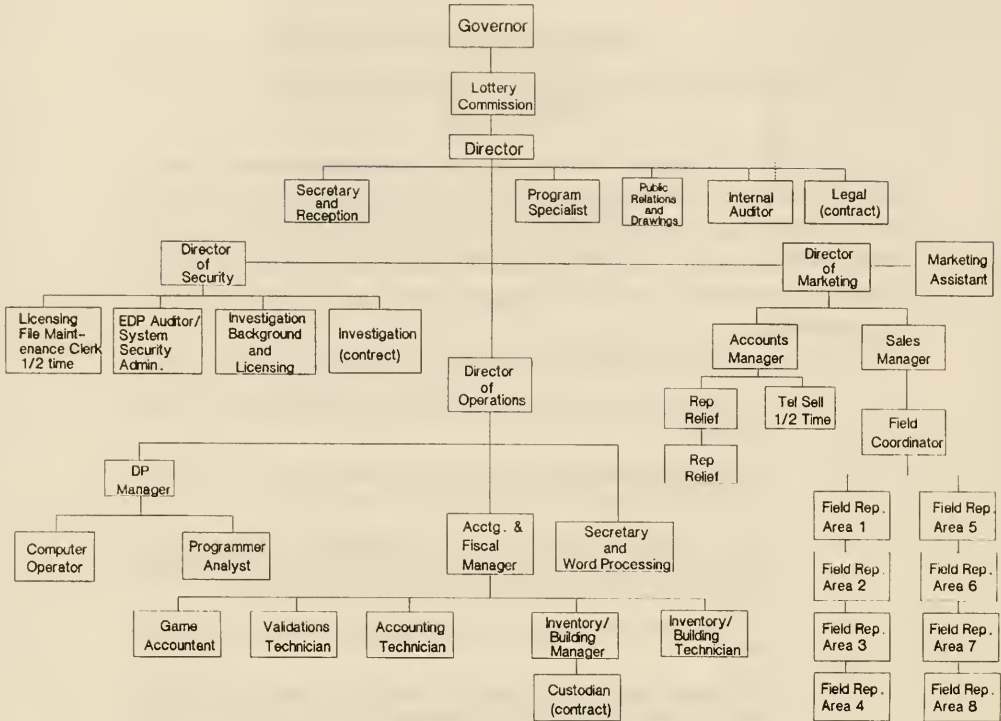 Governor
Lottery
Commission
Director
Secretary
and
Reception
Program
Specialist
Public
Relations
and
Drawings
Internal
Auditor
Legal
(contract)
Director
of
Security
Director
of
Marketing
Marketing
Assistant
Licensing
File Maint-
enance Clerk
1/2 time
EDP Auditor/
System
Security
Admin.
Investigation
Background
and
Licensing
Investigation
(contract)
Accounts
Manager
Sales
Manager
Director
of
Operations
Rep
Relief
Tel Sell
1/2 Time
Field
Coordinator
Rep
Relief
DP
Manager
Computer
Operator
Programmer
Analyst
Acctg. &
Fiscal
Manager
Secretary
and
Word Processing
Field Rep.
Area 1
Field Rep.
Area 5
Field Rep.
Area 2
Field Rep.
Area 6
Field Rep.
Area 3
Field Rep.
Area 7
Field Rep.
Area 4
Field Rep.
Area 8
Game
Accountant
Validations
Technician
Accounting
Technician
Inventory/
Building
Manager
Inventory/
Building
Technician
Custodian
(contract)